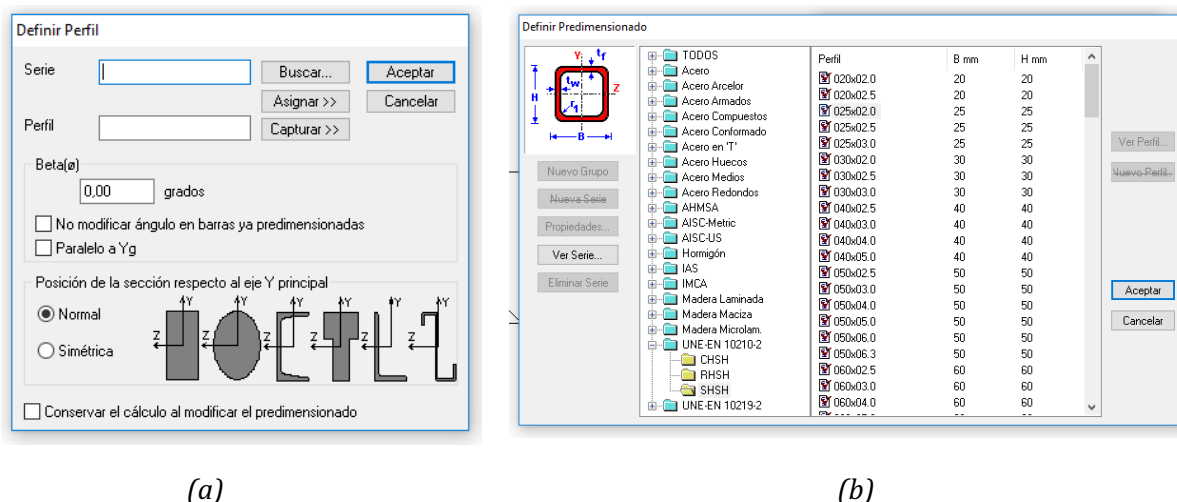 Definir Perfil
Serie
Buscar...
Aceptar
Asignar >>
Cancelar
Perfil
Capturar >>
Beta(ø)
0,00 grados
No modificar ángulo en barras ya predimensionadas
Paralelo a Yg
Posición de la sección respecto al eje Y principal
Normal
Simétrica
Y Y Y Y Y Y
Z Z Z Z Z Z
Conservar el cálculo al modificar el predimensionado
(a)
Definir Predimensionado
Y tf
tw Z
H
r1
B
Nuevo Grupo
Nueva Serie
Propiedades...
Ver Serie...
Eliminar Serie
TODOS
Acero
Acero Arcelor
Acero Armados
Acero Compuestos
Acero Conformado
Acero en 'T'
Acero Huecos
Acero Medios
Acero Redondos
AHMSA
AISC-Metric
AISC-US
Hormigón
IAS
IMCA
Madera Laminada
Madera Maciza
Madera Microlam.
UNE-EN 10210-2
CHSH
RHSH
SHSH
UNE-EN 10219-2
Perfil B mm H mm
020x02.0 20 20
020x02.5 20 20
025x02.0 25 25
025x02.5 25 25
025x03.0 25 25
030x02.0 30 30
030x02.5 30 30
030x03.0 30 30
040x02.5 40 40
040x03.0 40 40
040x04.0 40 40
040x05.0 40 40
050x02.5 50 50
050x03.0 50 50
050x04.0 50 50
050x05.0 50 50
050x06.0 50 50
050x06.3 50 50
060x02.5 60 60
060x03.0 60 60
060x04.0 60 60
Ver Perfil...
Nuevo Perfil..
Aceptar
Cancelar
(b)